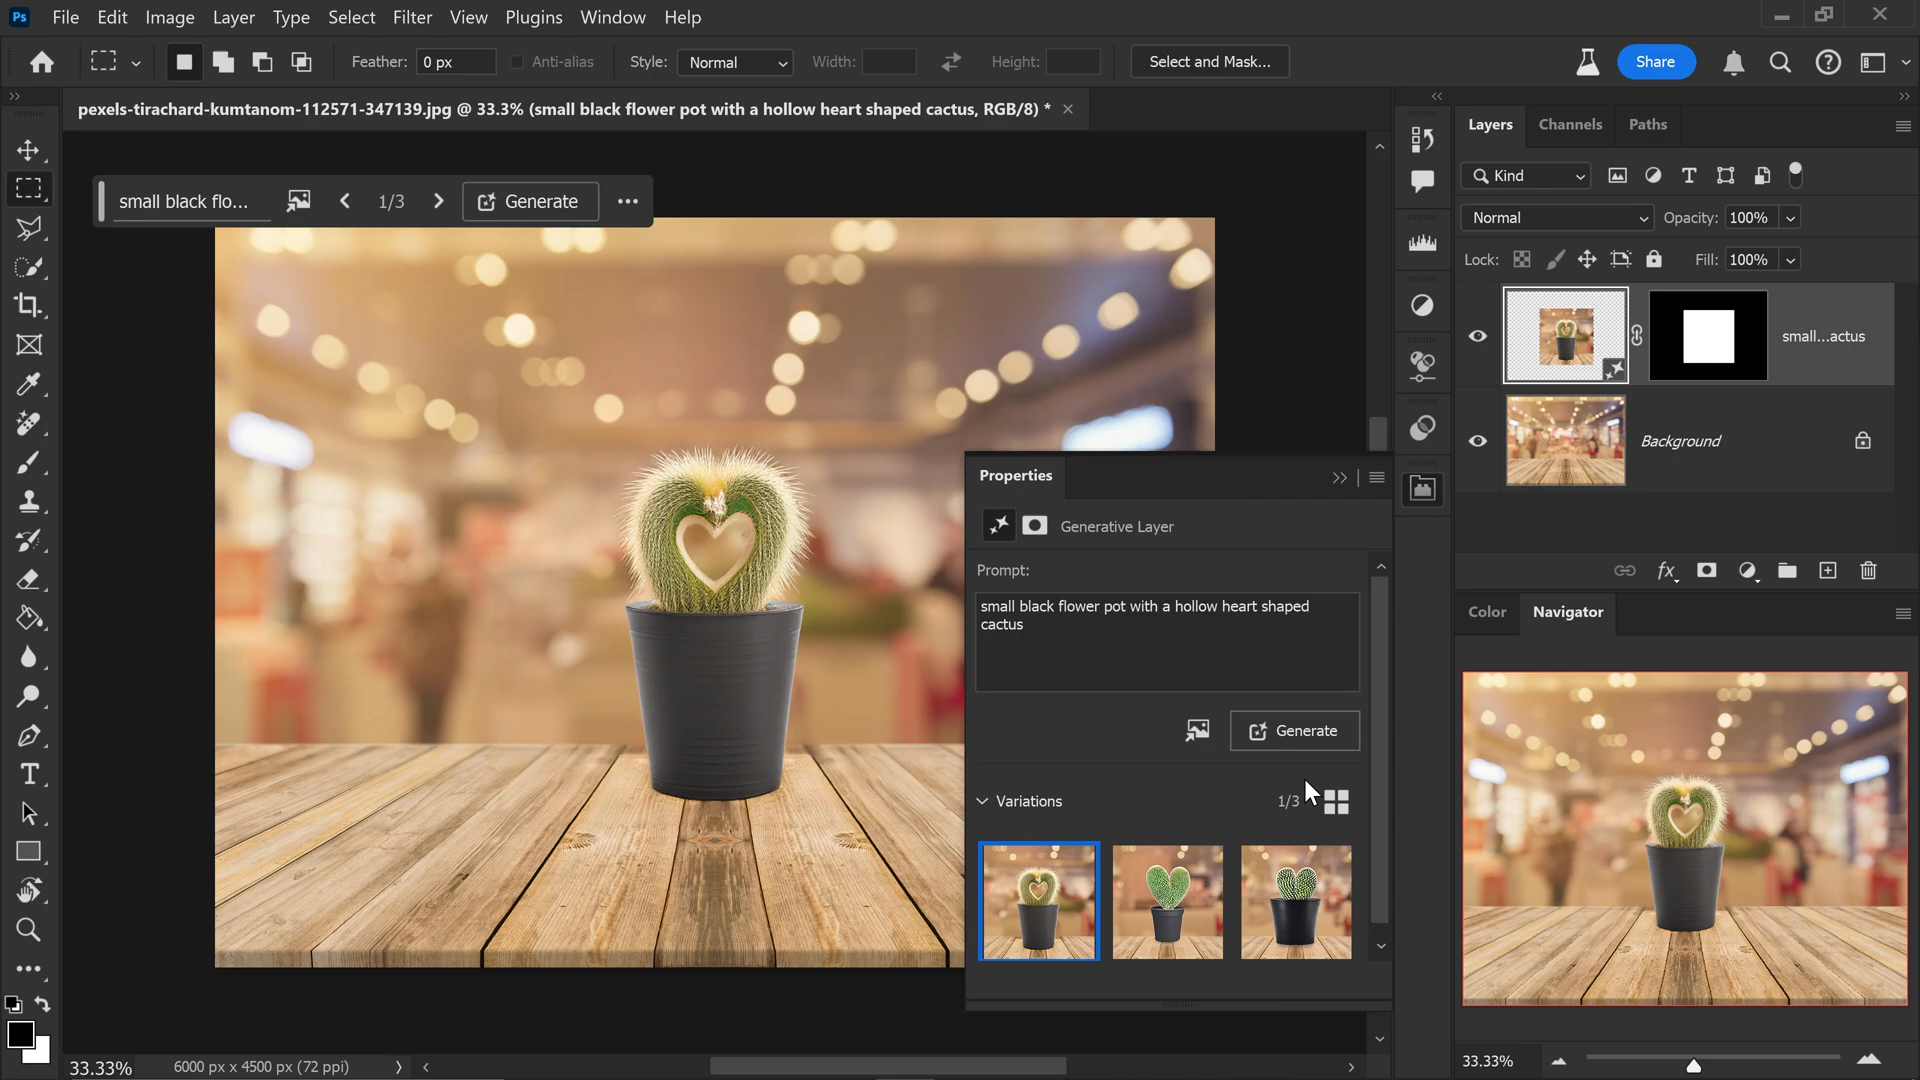 Ps File Edit Image Layer Type Select Filter View Plugins Window Help
Feather: 0 px Anti-alias Style: Normal Width: Height: Select and Mask... Share
pexels-tirachard-kumtanom-112571-347139.jpg @ 33.3% (small black flower pot with a hollow heart shaped cactus, RGB/8) *
small black flo... 1/3 Generate
Layers Channels Paths
Kind
Normal Opacity: 100%
Lock: Fill: 100%
small...actus
Background
Properties
Generative Layer
Prompt:
small black flower pot with a hollow heart shaped
cactus
Generate
Variations 1/3
Color Navigator
33.33% 6000 px x 4500 px (72 ppi)
33.33%